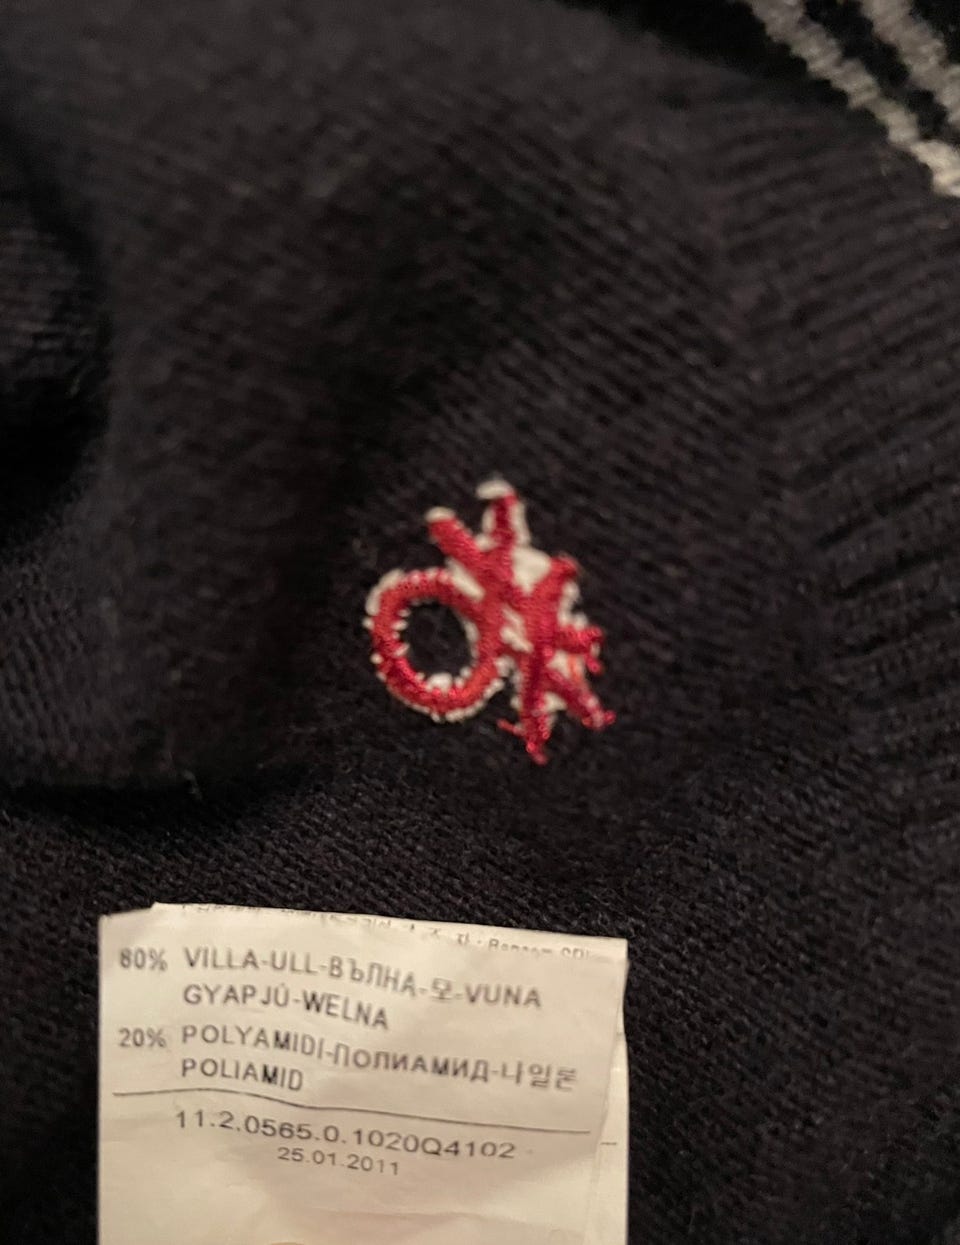 80% VILLA-ULL-ВЪЛНА-모-VUNA
GYAPJÚ-WELNA
20% POLYAMIDI-ПОЛИАМИД-나일론
POLIAMID
11.2.0565.0.1020Q4102
25.01.2011